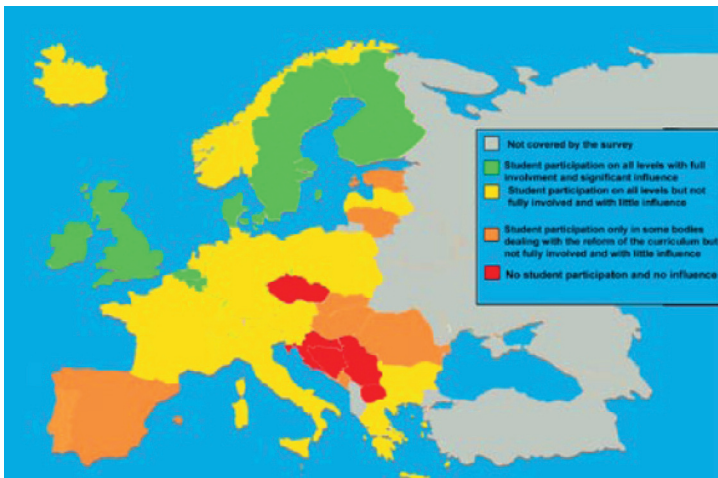 Not covered by the survey
Student participation on all levels with full
involvment and significant influence
Student participation on all levels but not
fully involved and with little influence
Student participation only in some bodies
dealing with the reform of the curriculum but
not fully involved and with little influence
No student participaton and no influence